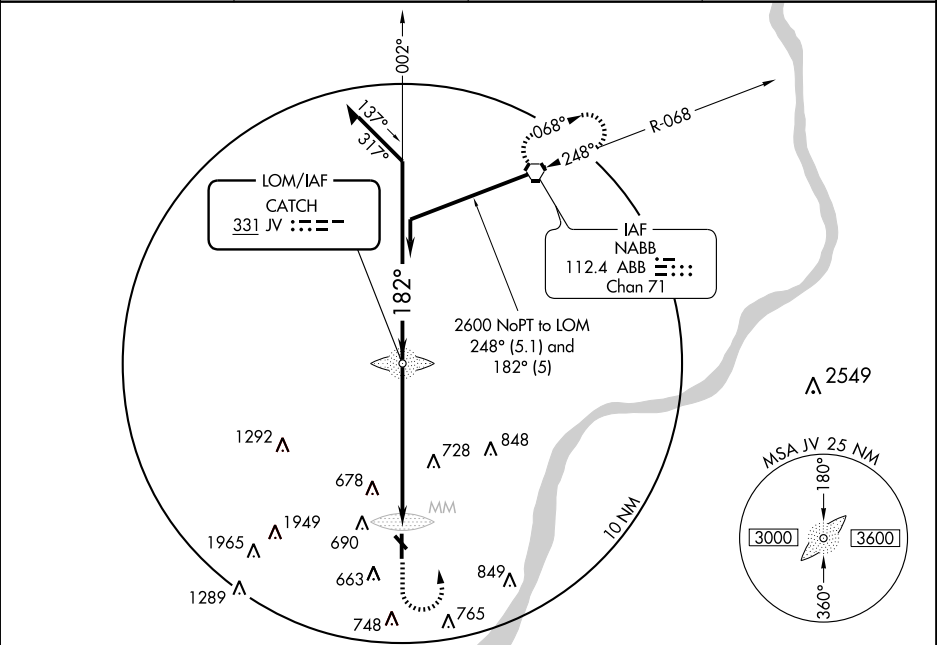 002°
137°
317°
068°
248°
R-068
LOM/IAF
CATCH
331 JV
IAF
NABB
112.4 ABB
Chan 71
182°
2600 NoPT to LOM
248° (5.1) and
182° (5)
2549
1292
728
848
678
MM
MSA JV 25 NM
180°
3000
3600
360°
10 NM
1949
690
1965
663
849
1289
748
765